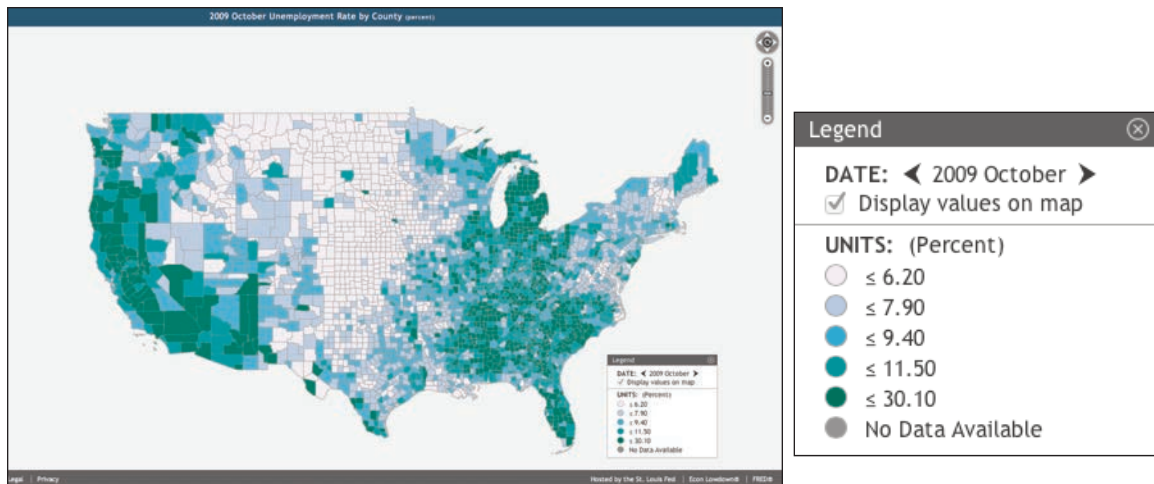 2009 October Unemployment Rate by County (percent)
Legend
DATE: 2009 October
Display values on map
UNITS: (Percent)
≤ 6.20
≤ 7.90
≤ 9.40
≤ 11.50
≤ 30.10
No Data Available
Legal | Privacy
Hosted by the St. Louis Fed | Econ Lowdown® | FRED®
Legend
DATE: 2009 October
Display values on map
UNITS: (Percent)
≤ 6.20
≤ 7.90
≤ 9.40
≤ 11.50
≤ 30.10
No Data Available